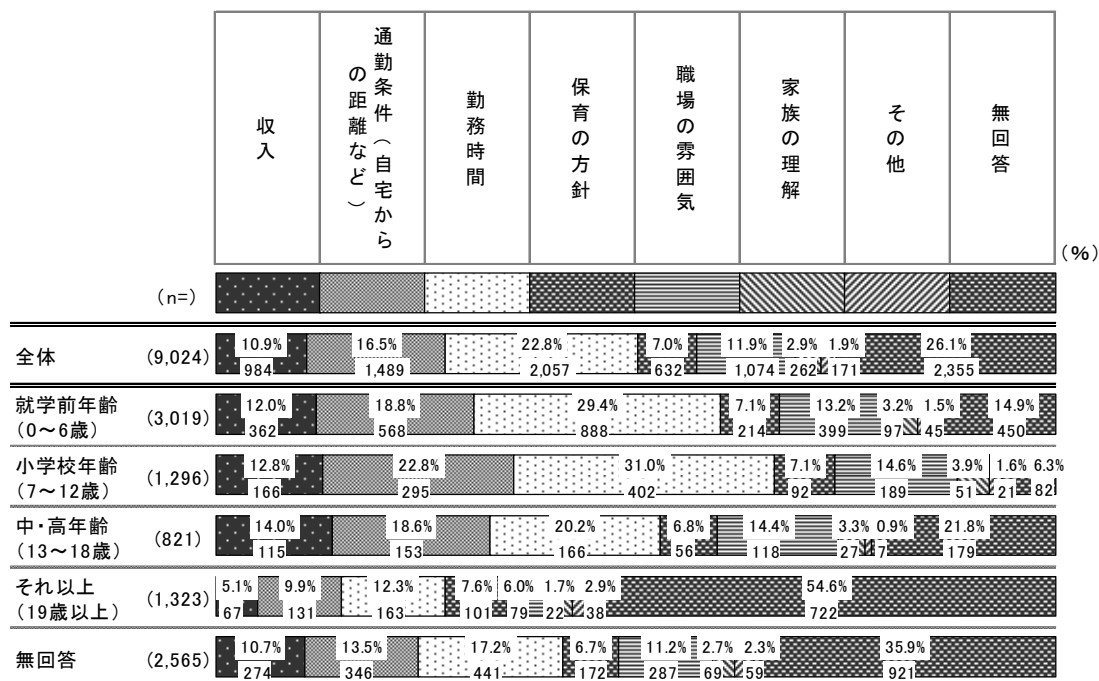 収入
通勤条件（自宅から
の距離など）
勤務時間
保育の方針
職場の雰囲気
家族の理解
その他
無回答
(%)
(n=)
全体 (9,024) 10.9% 16.5% 22.8% 7.0% 11.9% 2.9% 1.9% 26.1%
984 1,489 2,057 632 1,074 262 171 2,355
就学前年齢 (3,019) 12.0% 18.8% 29.4% 7.1% 13.2% 3.2% 1.5% 14.9%
(0～6歳) 362 568 888 214 399 97 45 450
小学校年齢 (1,296) 12.8% 22.8% 31.0% 7.1% 14.6% 3.9% 1.6% 6.3%
(7～12歳) 166 295 402 92 189 51 21 82
中・高年齢 (821) 14.0% 18.6% 20.2% 6.8% 14.4% 3.3% 0.9% 21.8%
(13～18歳) 115 153 166 56 118 27 7 179
それ以上 (1,323) 5.1% 9.9% 12.3% 7.6% 6.0% 1.7% 2.9% 54.6%
(19歳以上) 67 131 163 101 79 22 38 722
無回答 (2,565) 10.7% 13.5% 17.2% 6.7% 11.2% 2.7% 2.3% 35.9%
274 346 441 172 287 69 59 921